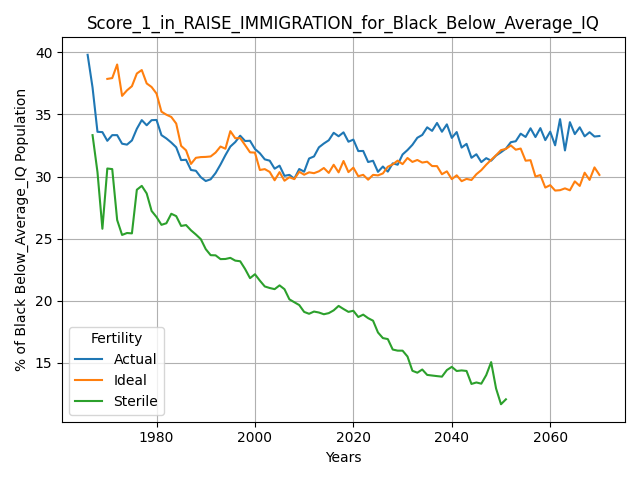 Score_1_in_RAISE_IMMIGRATION_for_Black_Below_Average_IQ
% of Black Below_Average_IQ Population
40
35
30
25
20
15
Fertility
Actual
Ideal
Sterile
1980
2000
2020
2040
2060
Years